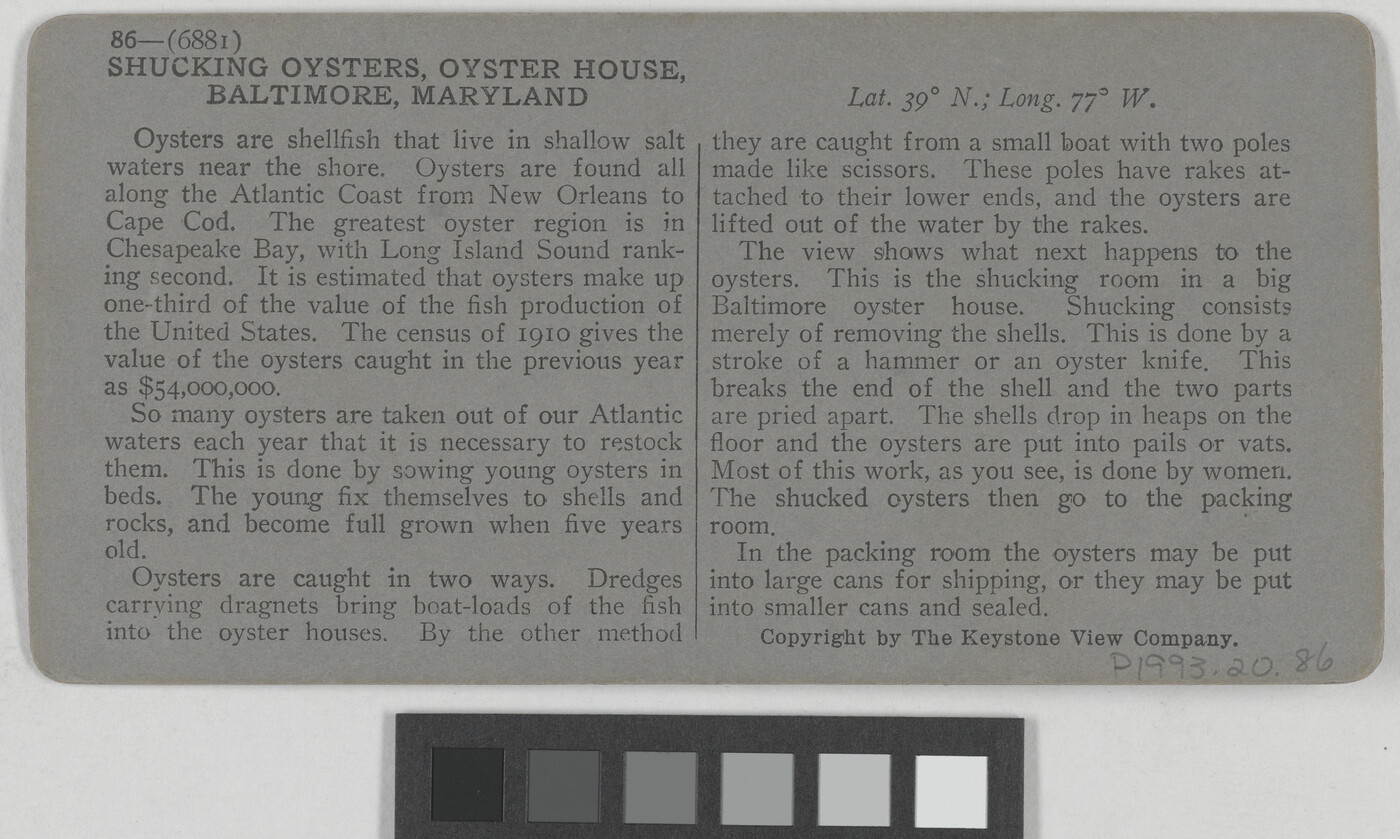 86—(6881)
SHUCKING OYSTERS, OYSTER HOUSE,
BALTIMORE, MARYLAND
Lat. 39° N.; Long. 77° W.
Oysters are shellfish that live in shallow salt
waters near the shore. Oysters are found all
along the Atlantic Coast from New Orleans to
Cape Cod. The greatest oyster region is in
Chesapeake Bay, with Long Island Sound rank-
ing second. It is estimated that oysters make up
one-third of the value of the fish production of
the United States. The census of 1910 gives the
value of the oysters caught in the previous year
as $54,000,000.
So many oysters are taken out of our Atlantic
waters each year that it is necessary to restock
them. This is done by sowing young oysters in
beds. The young fix themselves to shells and
rocks, and become full grown when five years
old.
Oysters are caught in two ways. Dredges
carrying dragnets bring boat-loads of the fish
into the oyster houses. By the other method
they are caught from a small boat with two poles
made like scissors. These poles have rakes at-
tached to their lower ends, and the oysters are
lifted out of the water by the rakes.
The view shows what next happens to the
oysters. This is the shucking room in a big
Baltimore oyster house. Shucking consists
merely of removing the shells. This is done by a
stroke of a hammer or an oyster knife. This
breaks the end of the shell and the two parts
are pried apart. The shells drop in heaps on the
floor and the oysters are put into pails or vats.
Most of this work, as you see, is done by women.
The shucked oysters then go to the packing
room.
In the packing room the oysters may be put
into large cans for shipping, or they may be put
into smaller cans and sealed.
Copyright by The Keystone View Company.
P1993.20.86